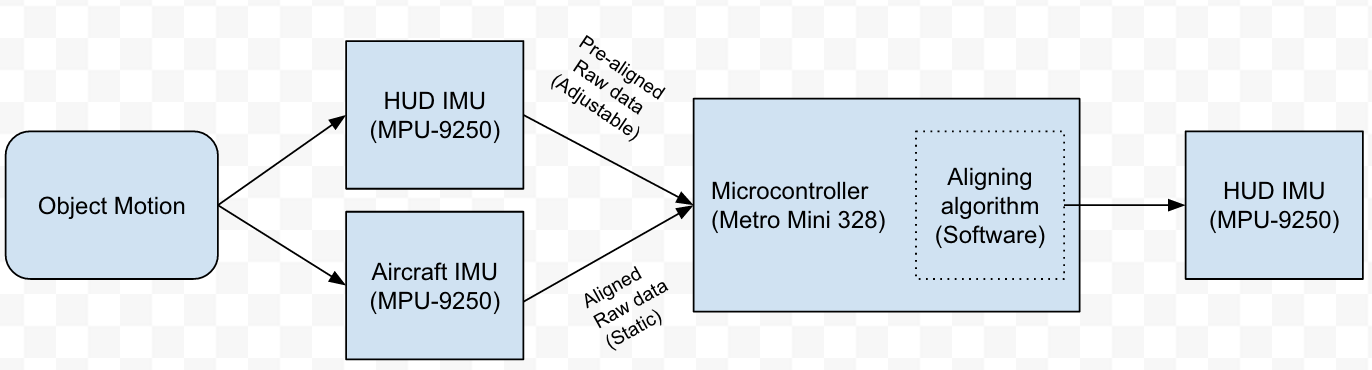 Object Motion
HUD IMU
(MPU-9250)
Aircraft IMU
(MPU-9250)
Pre-aligned
Raw data
(Adjustable)
Aligned
Raw data
(Static)
Microcontroller
(Metro Mini 328)
Aligning
algorithm
(Software)
HUD IMU
(MPU-9250)